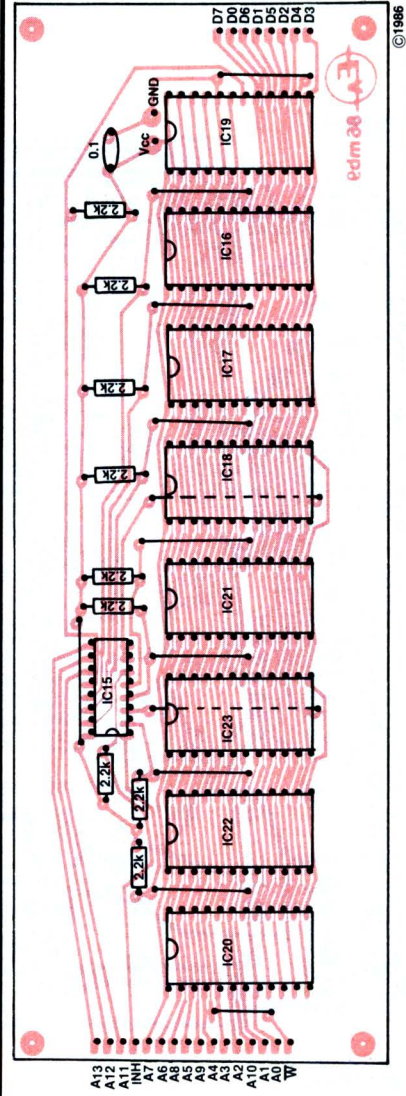 D7
D0
D6
D1
D5
D2
D4
D3
©1986
GND
Vcc
0.1
IC19
2.2k
IC16
2.2k
IC17
2.2k
IC18
2.2k
IC21
2.2k
2.2k
IC15
IC23
2.2k
2.2k
IC22
2.2k
IC20
A13
A12
A11
INH
A7
A6
A8
A5
A9
A4
A3
A2
A10
A1
A0
W